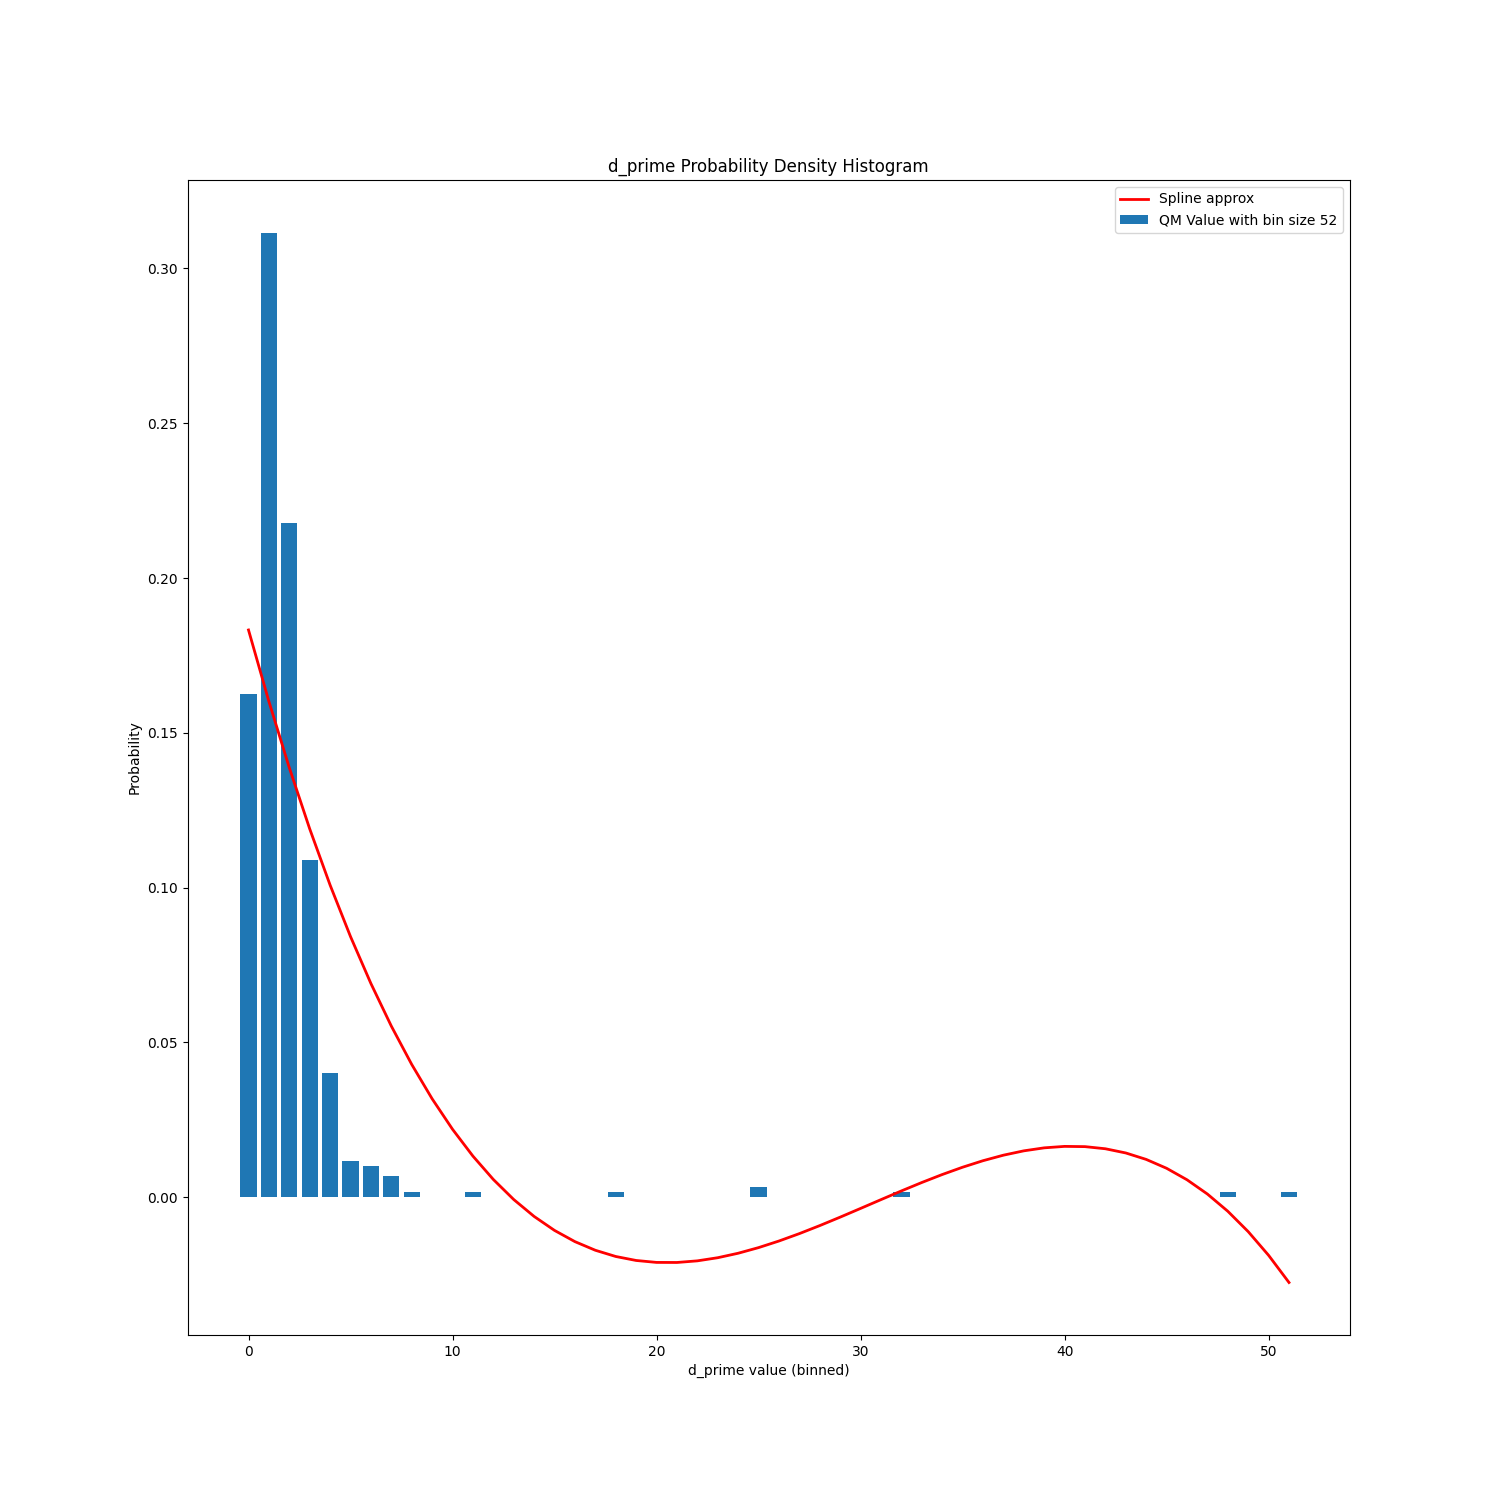 d_prime Probability Density Histogram
Spline approx
QM Value with bin size 52
0.30
0.25
0.20
0.15
0.10
0.05
0.00
Probability
0 10 20 30 40 50
d_prime value (binned)